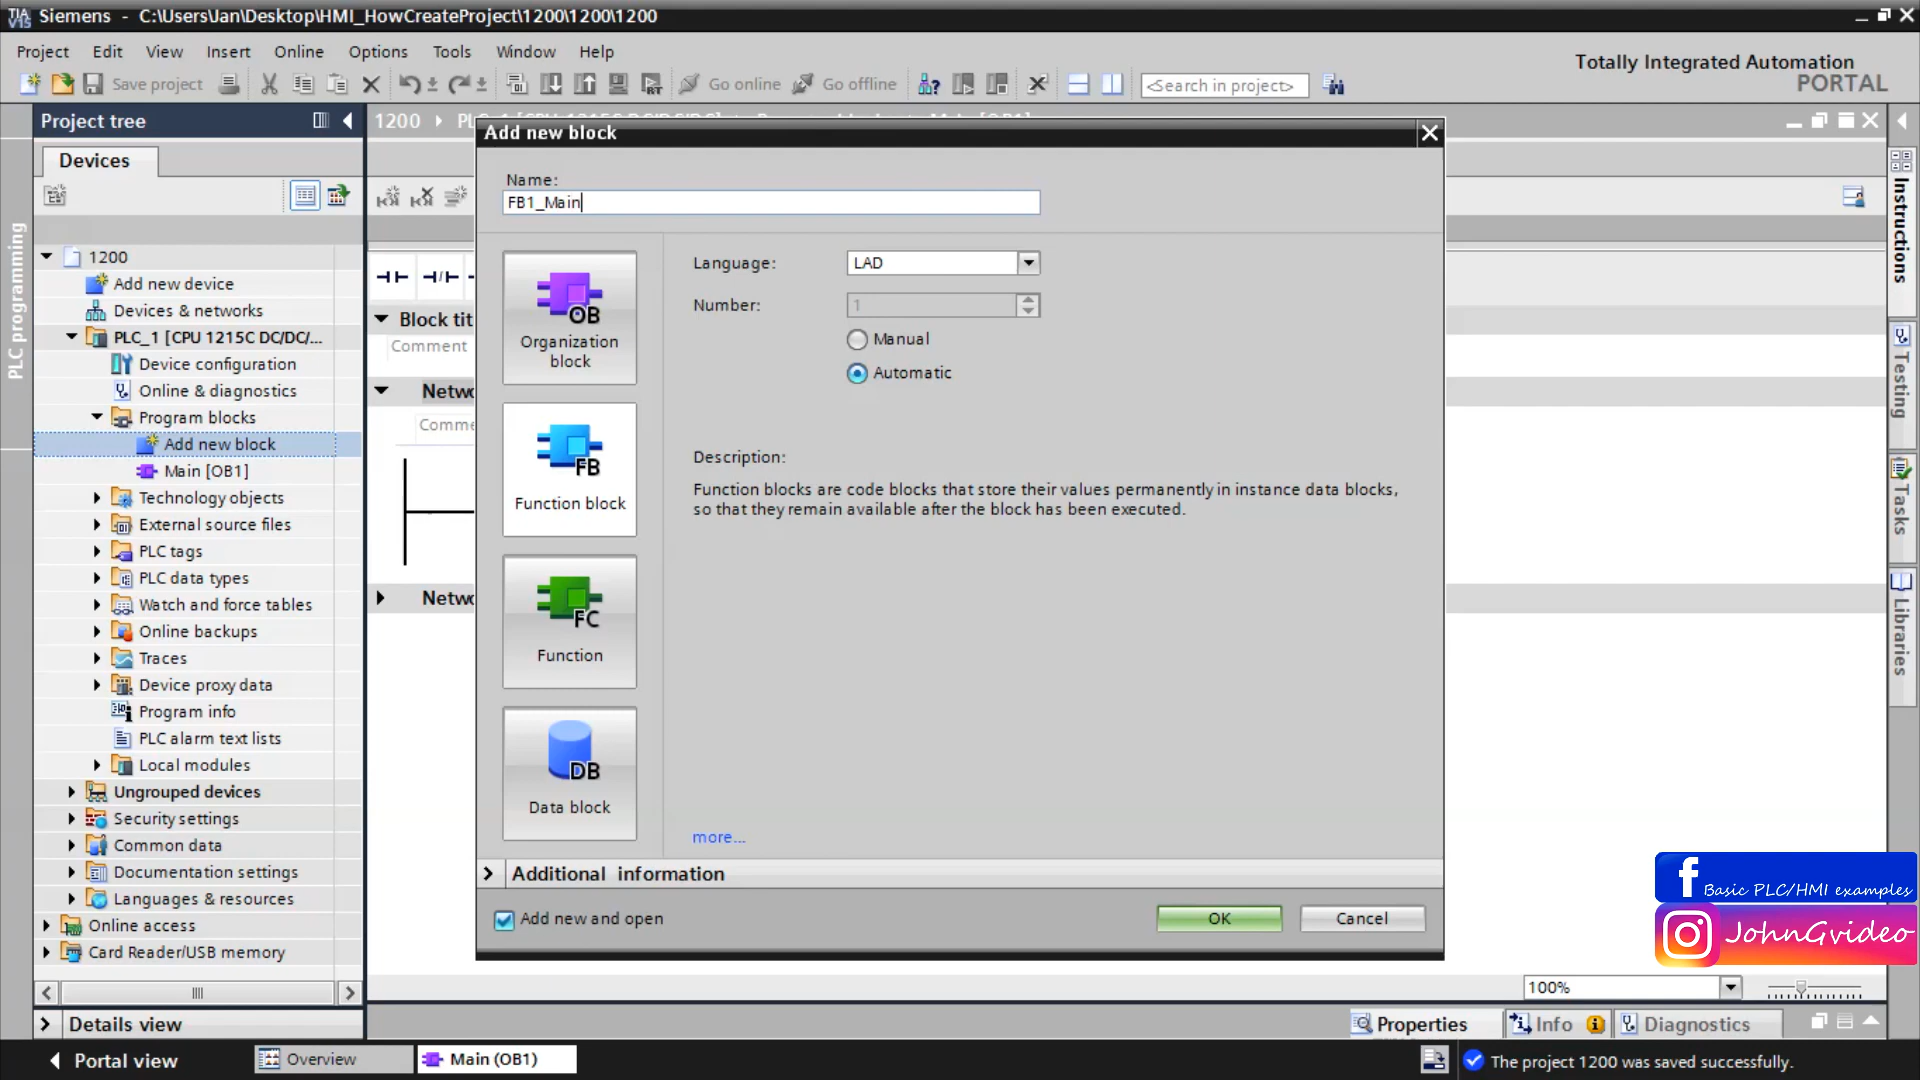 TIA V15 Siemens - C:\Users\Jan\Desktop\HMI_HowCreateProject\1200\1200\1200
Project Edit View Insert Online Options Tools Window Help
Totally Integrated Automation
PORTAL
Save project
Go online
Go offline
<Search in project>
Project tree
Devices
PLC programming
1200
Add new device
Devices & networks
PLC_1 [CPU 1215C DC/DC/...
Device configuration
Online & diagnostics
Program blocks
Add new block
Main [OB1]
Technology objects
External source files
PLC tags
PLC data types
Watch and force tables
Online backups
Traces
Device proxy data
Program info
PLC alarm text lists
Local modules
Ungrouped devices
Security settings
Common data
Documentation settings
Languages & resources
Online access
Card Reader/USB memory
Details view
1200
Block tit
Comment
Netwo
Comme
Netwo
Add new block
Name:
FB1_Main
OB
Organization
block
FB
Function block
FC
Function
DB
Data block
Language:
LAD
Number:
1
Manual
Automatic
Description:
Function blocks are code blocks that store their values permanently in instance data blocks,
so that they remain available after the block has been executed.
more...
Additional information
Add new and open
OK
Cancel
Instructions
Testing
Tasks
Libraries
f Basic PLC/HMI examples
JohnGvideo
100%
Properties
Info
Diagnostics
Portal view
Overview
Main (OB1)
The project 1200 was saved successfully.